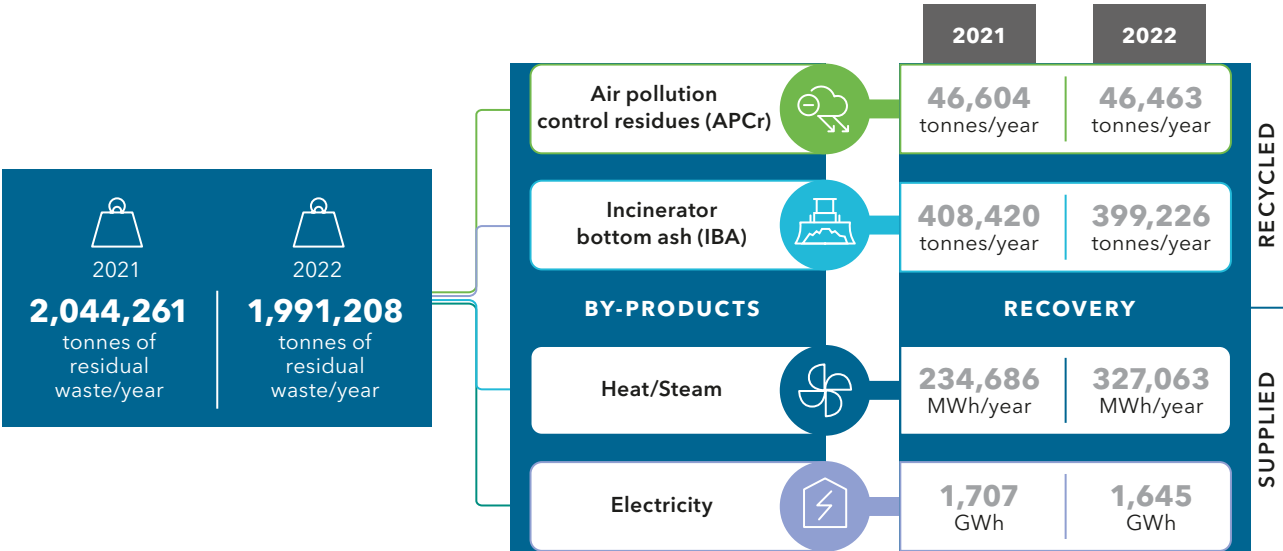 2021
2022
Air pollution
control residues (APCr)
46,604
tonnes/year
46,463
tonnes/year
RECYCLED
2021
2,044,261
tonnes of
residual
waste/year
2022
1,991,208
tonnes of
residual
waste/year
Incinerator
bottom ash (IBA)
408,420
tonnes/year
399,226
tonnes/year
BY-PRODUCTS
RECOVERY
Heat/Steam
234,686
MWh/year
327,063
MWh/year
SUPPLIED
Electricity
1,707
GWh
1,645
GWh